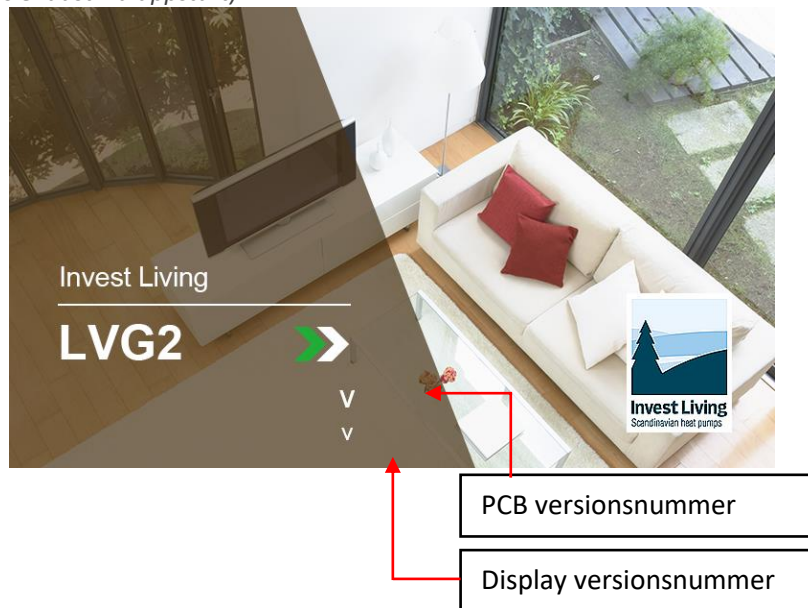 Invest Living
LVG2
V
V
Invest Living
Scandinavian heat pumps
PCB versionsnummer
Display versionsnummer